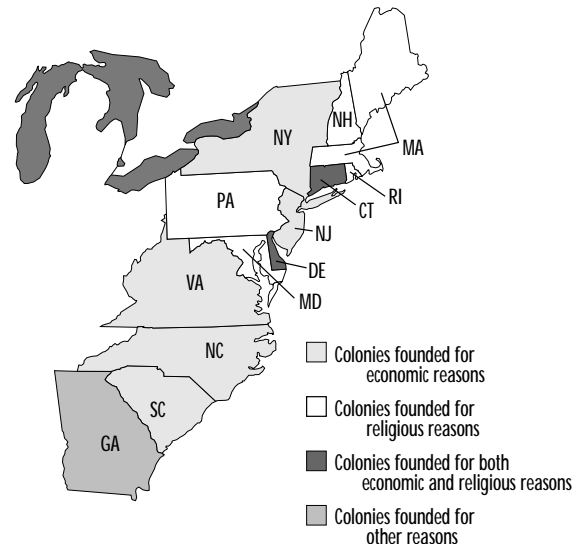 NH
NY
MA
RI
PA
CT
NJ
DE
VA
MD
NC
SC
GA
Colonies founded for
economic reasons
Colonies founded for
religious reasons
Colonies founded for both
economic and religious reasons
Colonies founded for
other reasons